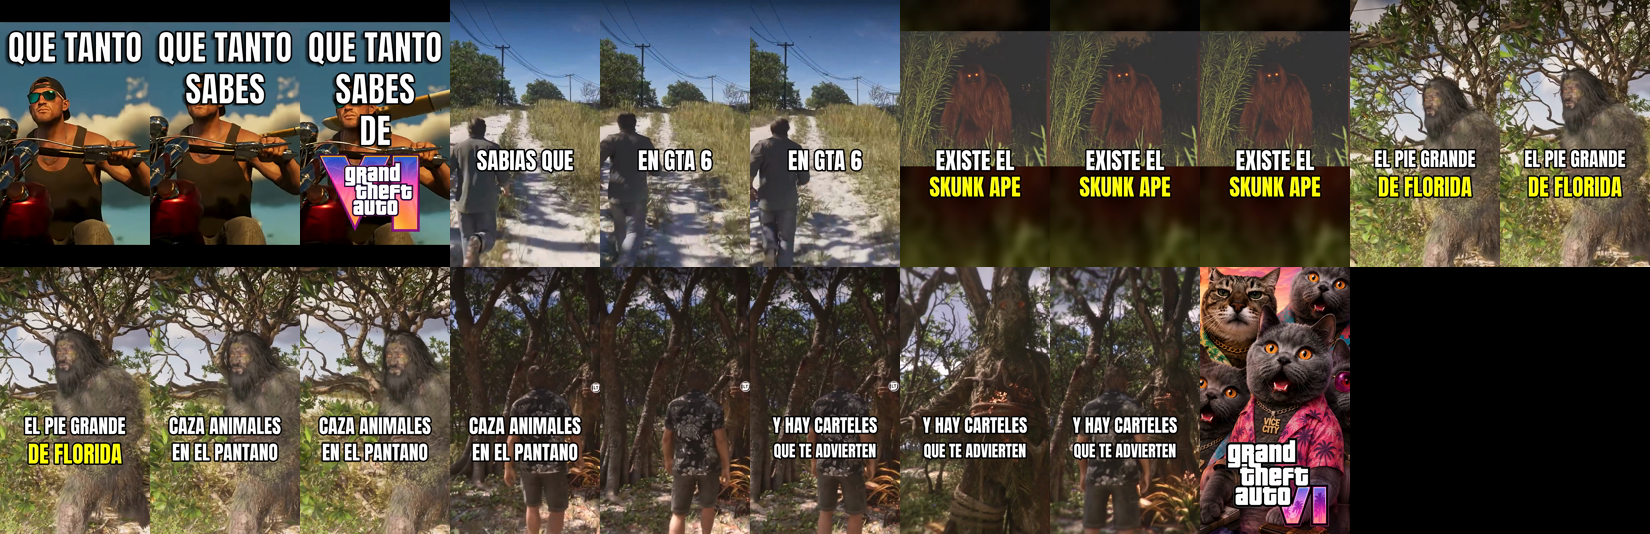 QUE TANTO
QUE TANTO
SABES
QUE TANTO
SABES
DE
grand
theft
auto
VI
SABIAS QUE
EN GTA 6
EN GTA 6
EXISTE EL
SKUNK APE
EXISTE EL
SKUNK APE
EXISTE EL
SKUNK APE
EL PIE GRANDE
DE FLORIDA
EL PIE GRANDE
DE FLORIDA
EL PIE GRANDE
DE FLORIDA
CAZA ANIMALES
EN EL PANTANO
CAZA ANIMALES
EN EL PANTANO
CAZA ANIMALES
EN EL PANTANO
Y HAY CARTELES
QUE TE ADVIERTEN
Y HAY CARTELES
QUE TE ADVIERTEN
Y HAY CARTELES
QUE TE ADVIERTEN
VICE
CITY
grand
theft
auto
VI